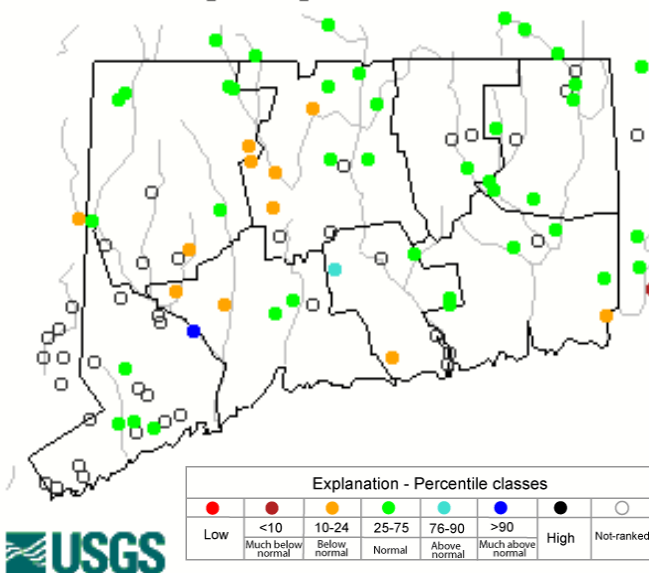 Explanation - Percentile classes
Low <10 10-24 25-75 76-90 >90 High Not-ranked
Much below normal Below normal Normal Above normal Much above normal
USGS